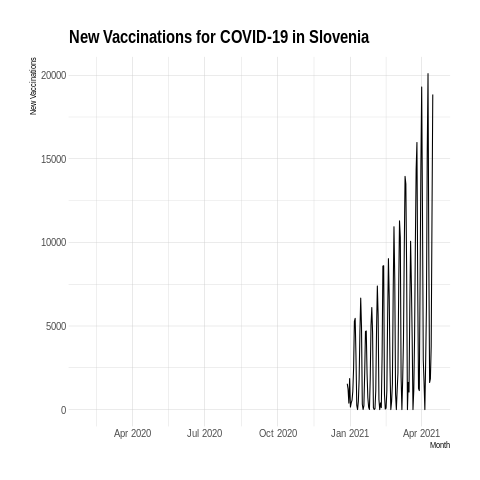 New Vaccinations for COVID-19 in Slovenia
New Vaccinations
20000
15000
10000
5000
0
Apr 2020
Jul 2020
Oct 2020
Jan 2021
Apr 2021
Month